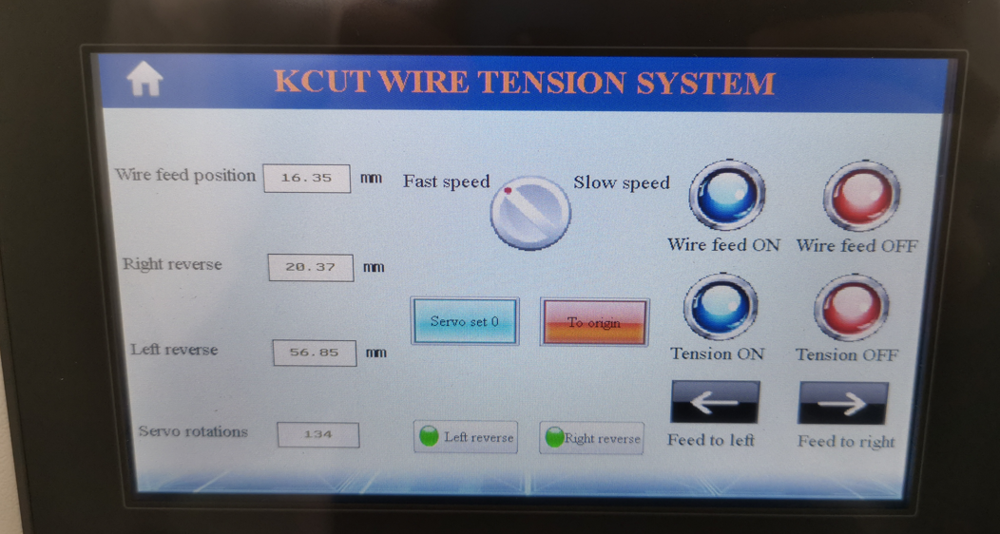 KCUT WIRE TENSION SYSTEM
Wire feed position 16.35 mm
Fast speed
Slow speed
Wire feed ON
Wire feed OFF
Right reverse 20.37 mm
Servo set 0
To origin
Left reverse 56.85 mm
Tension ON
Tension OFF
Servo rotations 134
Left reverse
Right reverse
Feed to left
Feed to right